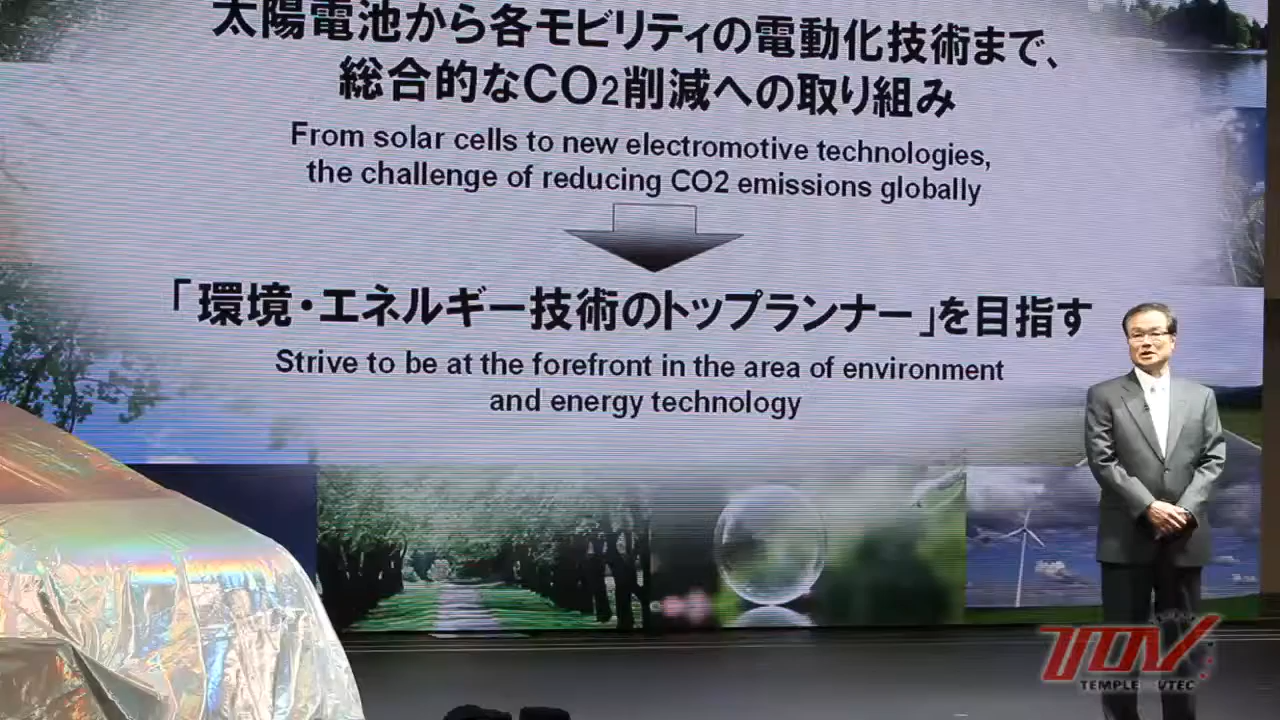 太陽電池から各モビリティの電動化技術まで、
総合的なCO2削減への取り組み
From solar cells to new electromotive technologies,
the challenge of reducing CO2 emissions globally
「環境・エネルギー技術のトップランナー」を目指す
Strive to be at the forefront in the area of environment
and energy technology
TOV
TEMPLE VTEC